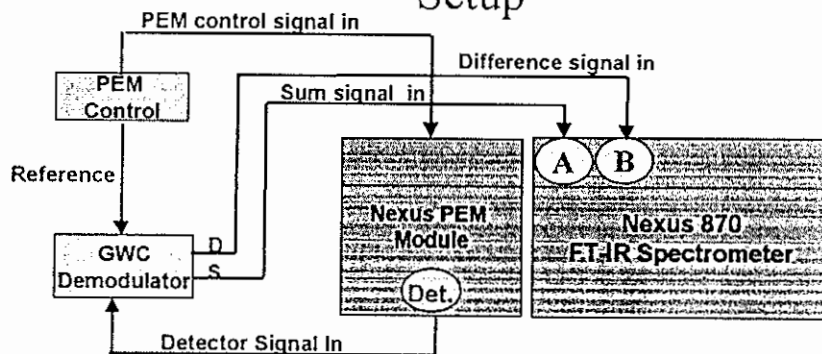 Setup
PEM control signal in
Difference signal in
PEM
Control
Sum signal in
A
B
Reference
Nexus PEM
Module
Nexus 870
FT-IR Spectrometer
GWC
Demodulator
D
S
Det.
Detector Signal In